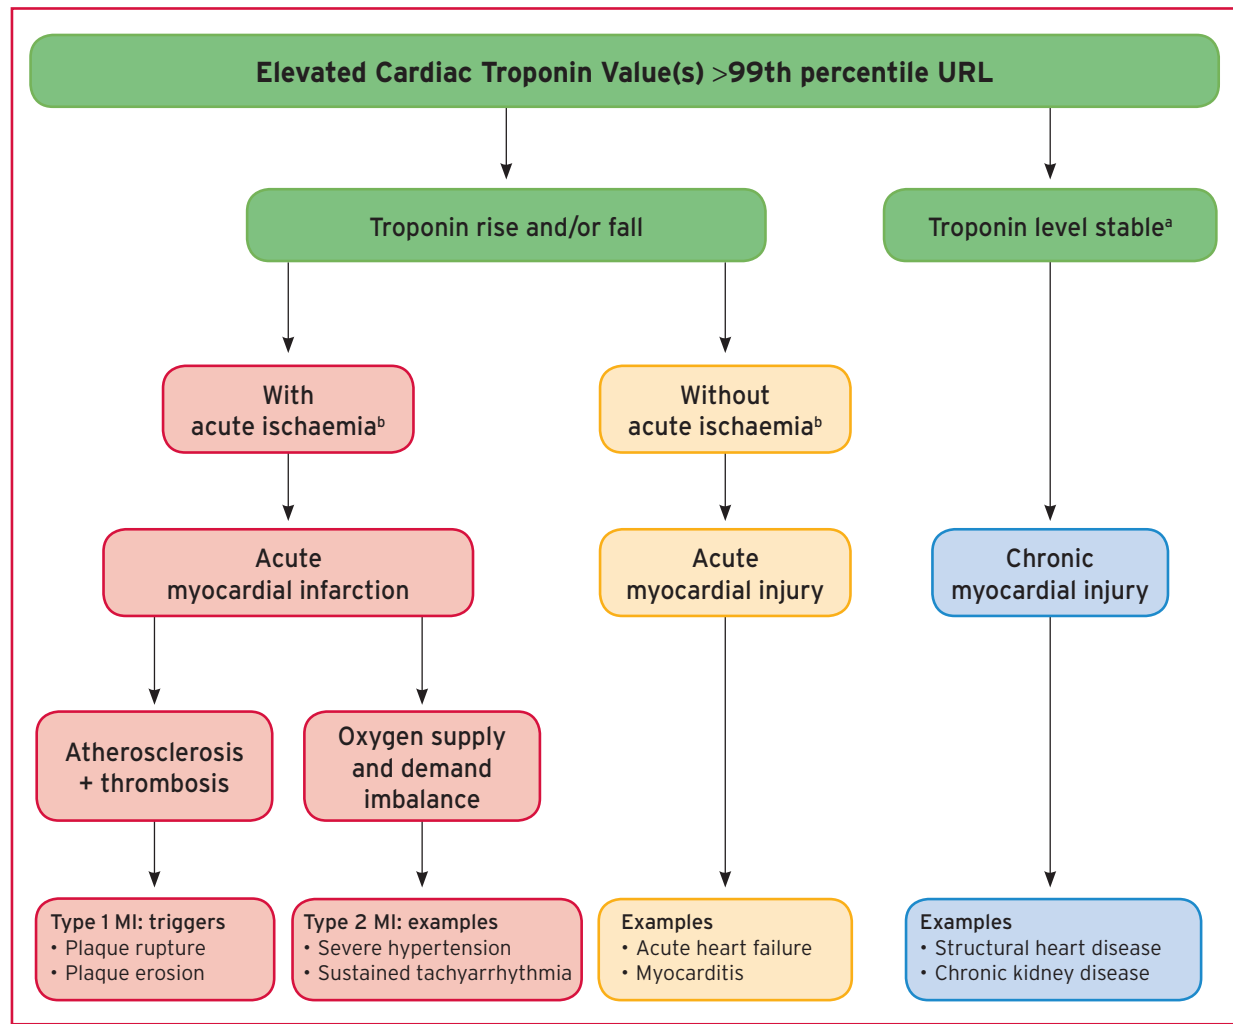 Elevated Cardiac Troponin Value(s) >99th percentile URL
Troponin rise and/or fall
Troponin level stableᵃ
With
acute ischaemiaᵇ
Without
acute ischaemiaᵇ
Acute
myocardial infarction
Acute
myocardial injury
Chronic
myocardial injury
Atherosclerosis
+ thrombosis
Oxygen supply
and demand
imbalance
Type 1 MI: triggers
• Plaque rupture
• Plaque erosion
Type 2 MI: examples
• Severe hypertension
• Sustained tachyarrhythmia
Examples
• Acute heart failure
• Myocarditis
Examples
• Structural heart disease
• Chronic kidney disease